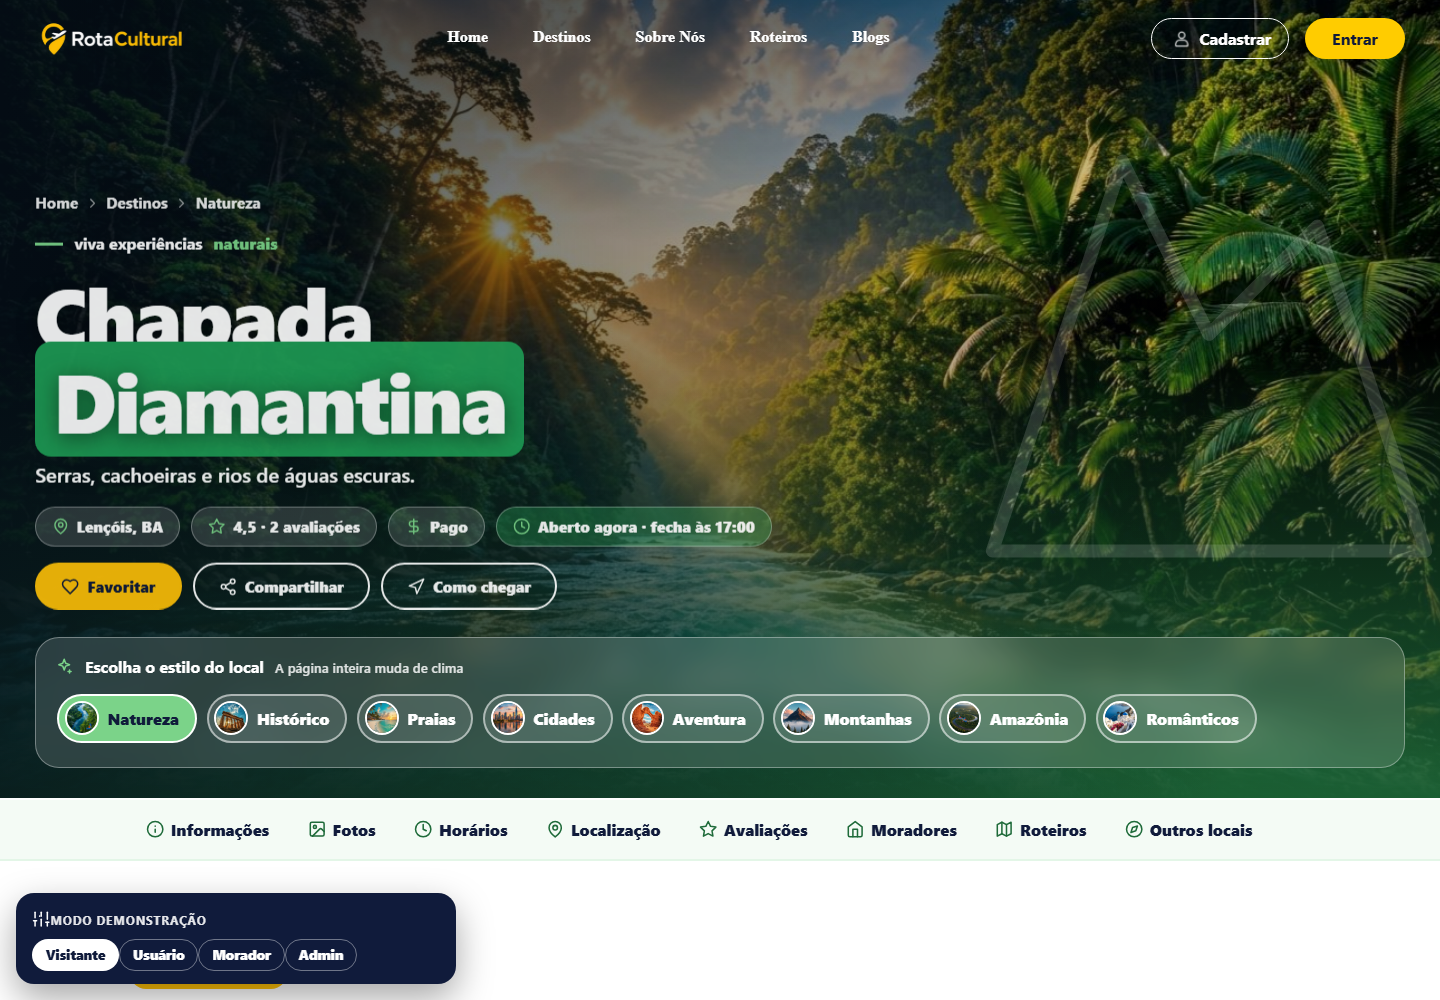 RotaCultural
Home Destinos Sobre Nós Roteiros Blogs
Cadastrar Entrar
Home Destinos Natureza
viva experiências naturais
Chapada
Diamantina
Serras, cachoeiras e rios de águas escuras.
Lençóis, BA 4,5 · 2 avaliações Pago Aberto agora · fecha às 17:00
Favoritar Compartilhar Como chegar
Escolha o estilo do local A página inteira muda de clima
Natureza Histórico Praias Cidades Aventura Montanhas Amazônia Românticos
Informações Fotos Horários Localização Avaliações Moradores Roteiros Outros locais
MODO DEMONSTRAÇÃO
Visitante Usuário Morador Admin